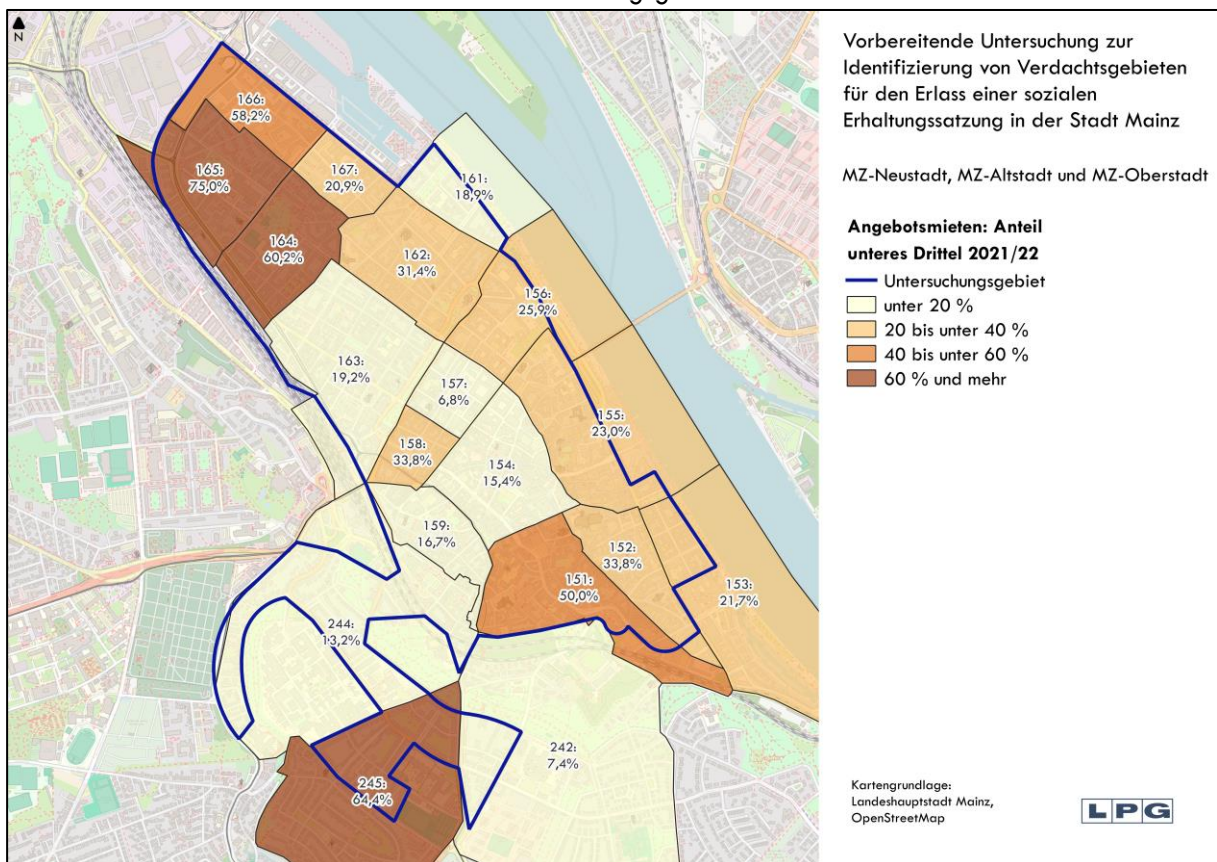 N
Vorbereitende Untersuchung zur
Identifizierung von Verdachtsgebieten
für den Erlass einer sozialen
Erhaltungssatzung in der Stadt Mainz
MZ-Neustadt, MZ-Altstadt und MZ-Oberstadt
Angebotsmieten: Anteil
unteres Drittel 2021/22
Untersuchungsgebiet
unter 20 %
20 bis unter 40 %
40 bis unter 60 %
60 % und mehr
166:
58,2%
165:
75,0%
167:
20,9%
161:
18,9%
164:
60,2%
162:
31,4%
156:
25,9%
163:
19,2%
157:
6,8%
155:
23,0%
158:
33,8%
154:
15,4%
159:
16,7%
152:
33,8%
151:
50,0%
153:
21,7%
244:
13,2%
242:
7,4%
245:
64,4%
Kartengrundlage:
Landeshauptstadt Mainz,
OpenStreetMap
LPG